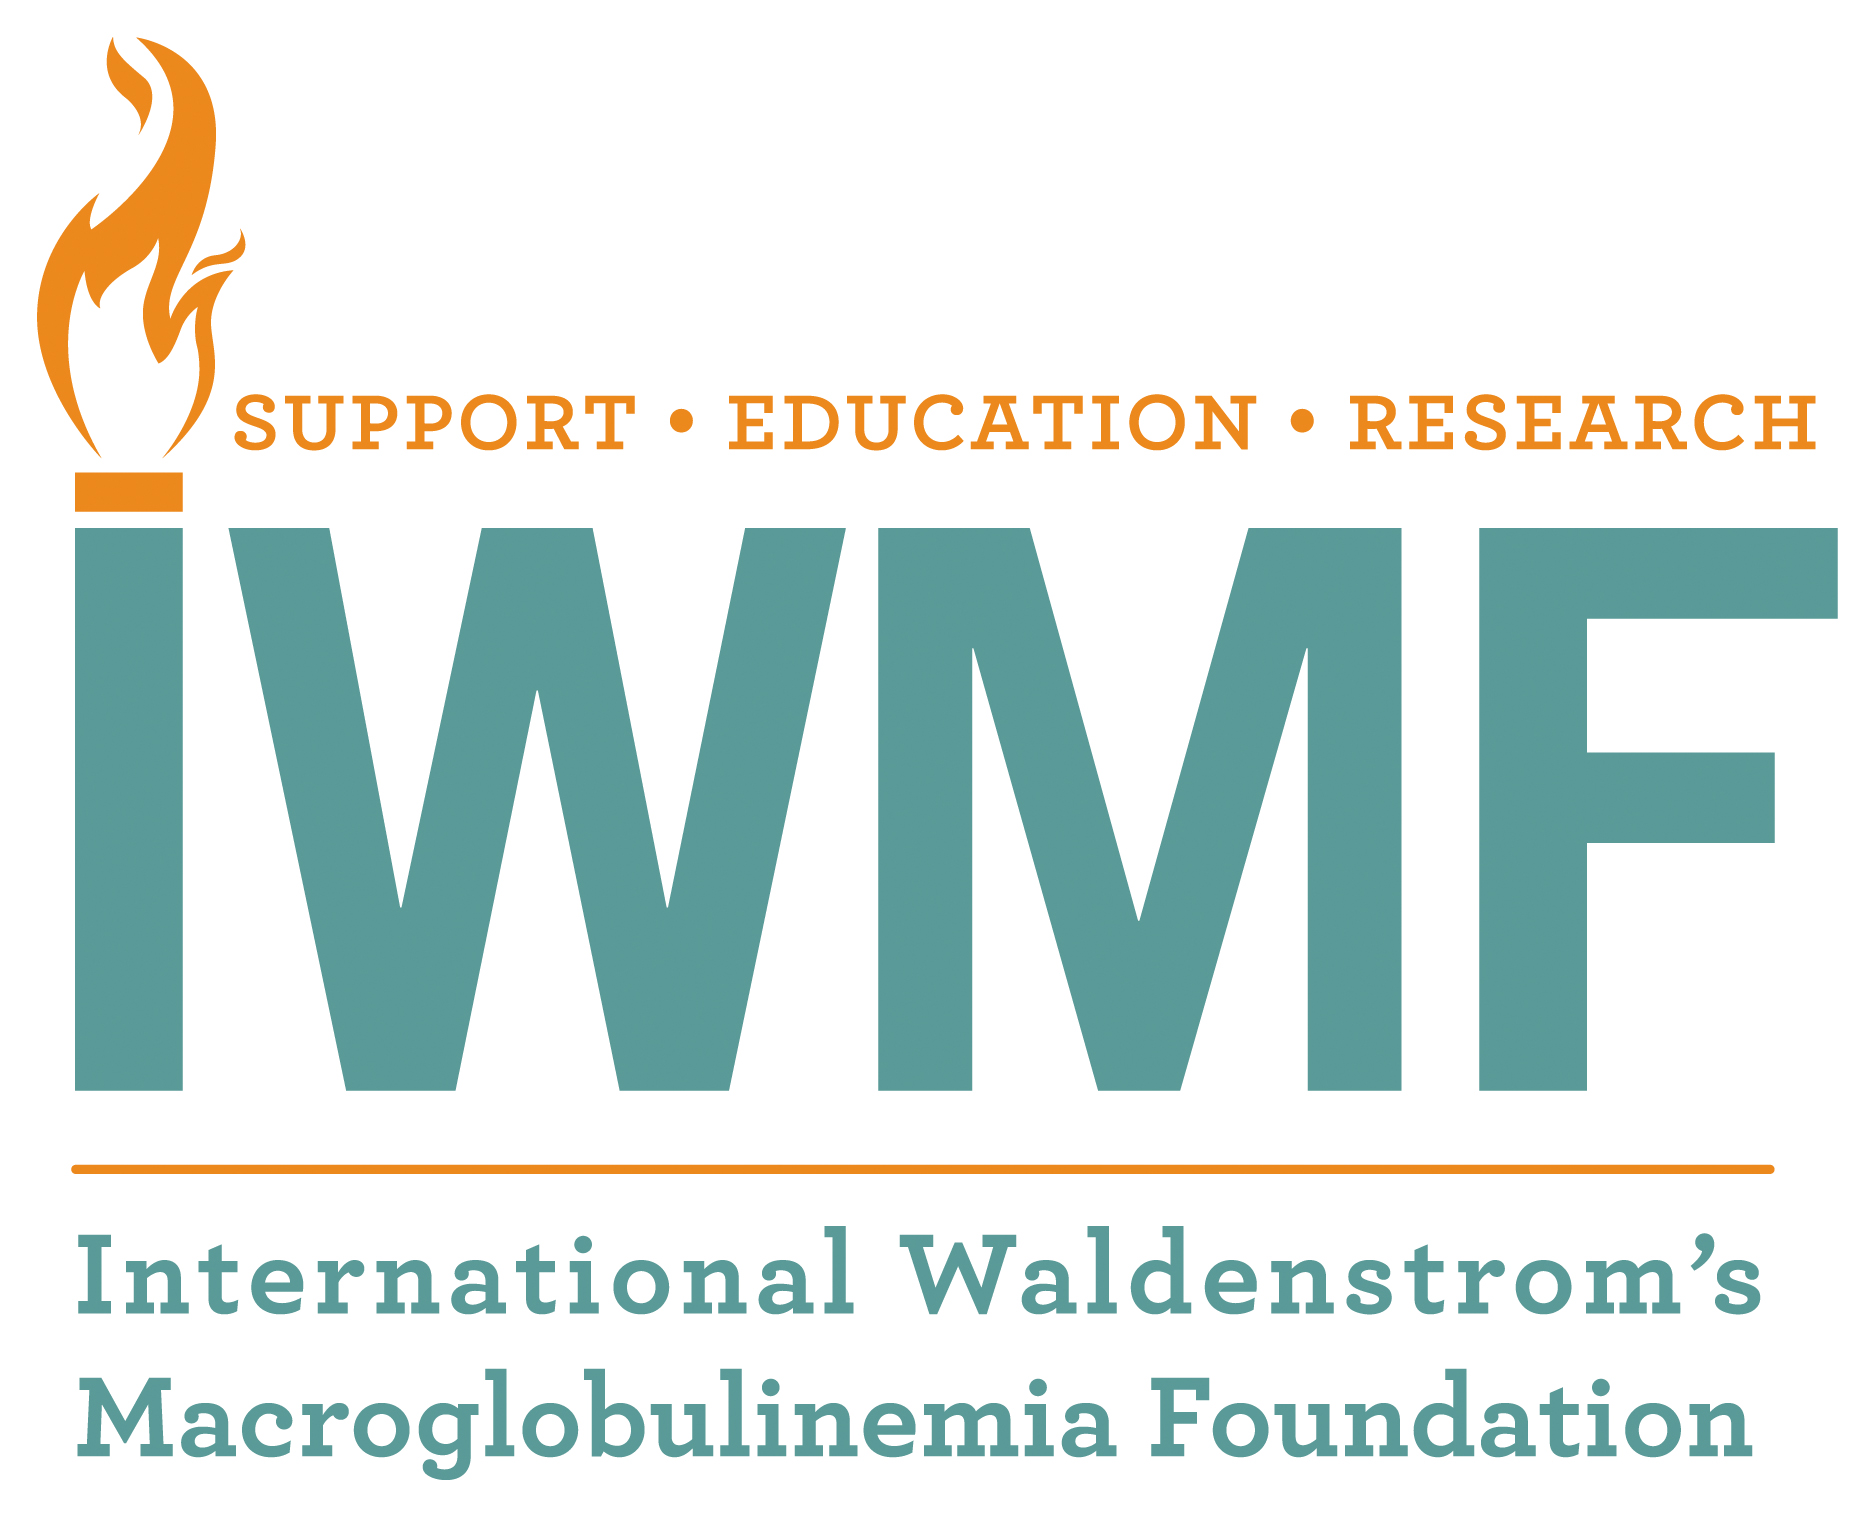 SUPPORT • EDUCATION • RESEARCH
IWMF
International Waldenstrom’s
Macroglobulinemia Foundation